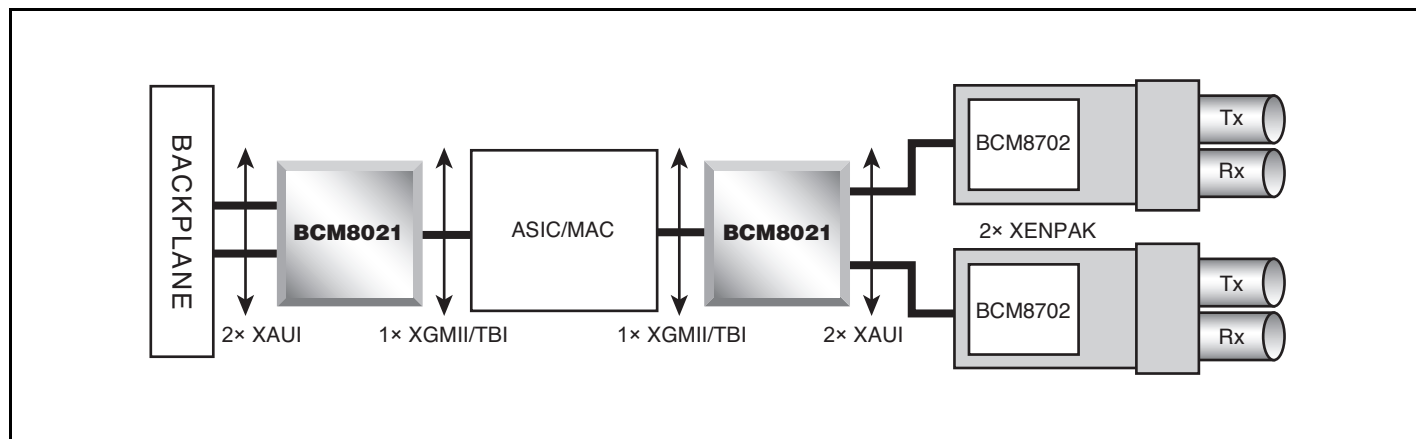 BACKPLANE
2× XAUI
BCM8021
1× XGMII/TBI
ASIC/MAC
1× XGMII/TBI
BCM8021
2× XAUI
BCM8702
Tx
Rx
2× XENPAK
BCM8702
Tx
Rx